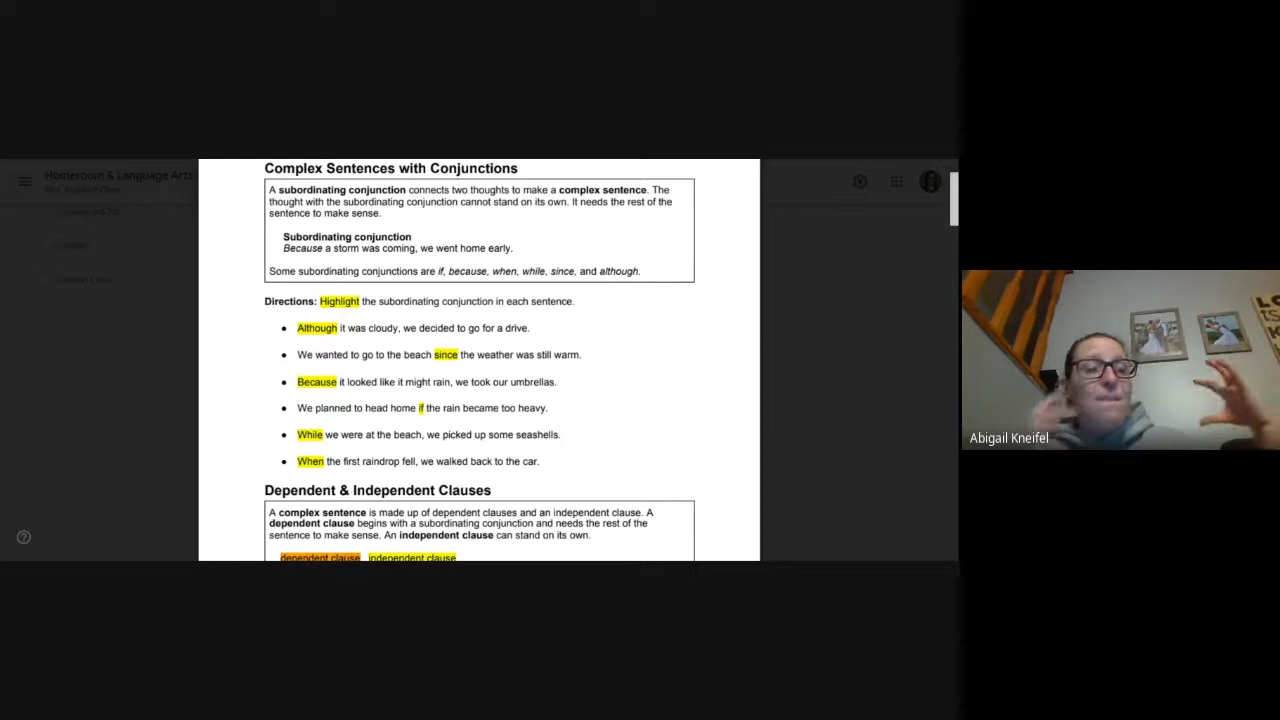 Homeroom & Language Arts
Complex Sentences with Conjunctions
A subordinating conjunction connects two thoughts to make a complex sentence. The
thought with the subordinating conjunction cannot stand on its own. It needs the rest of the
sentence to make sense.
Subordinating conjunction
Because a storm was coming, we went home early.
Some subordinating conjunctions are if, because, when, while, since, and although.
Directions: Highlight the subordinating conjunction in each sentence.
● Although it was cloudy, we decided to go for a drive.
● We wanted to go to the beach since the weather was still warm.
● Because it looked like it might rain, we took our umbrellas.
● We planned to head home if the rain became too heavy.
● While we were at the beach, we picked up some seashells.
● When the first raindrop fell, we walked back to the car.
Dependent & Independent Clauses
A complex sentence is made up of dependent clauses and an independent clause. A
dependent clause begins with a subordinating conjunction and needs the rest of the
sentence to make sense. An independent clause can stand on its own.
dependent clause independent clause
Abigail Kneifel